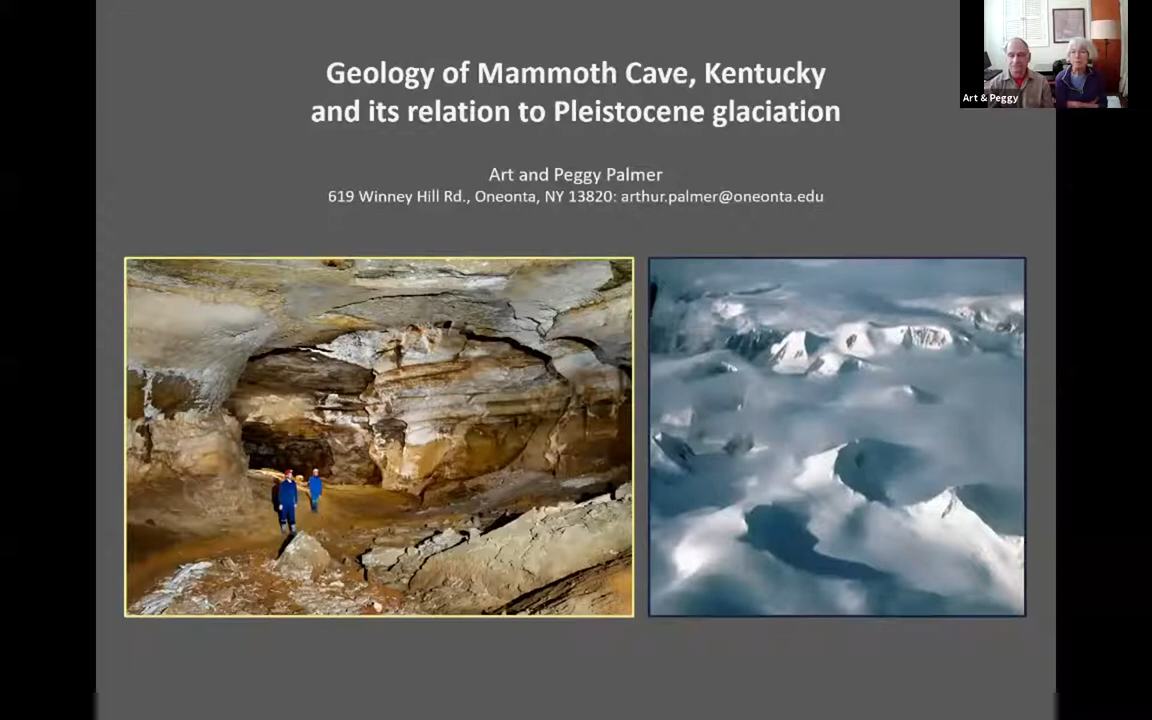 Geology of Mammoth Cave, Kentucky
and its relation to Pleistocene glaciation
Art and Peggy Palmer
619 Winney Hill Rd., Oneonta, NY 13820: arthur.palmer@oneonta.edu
Art & Peggy